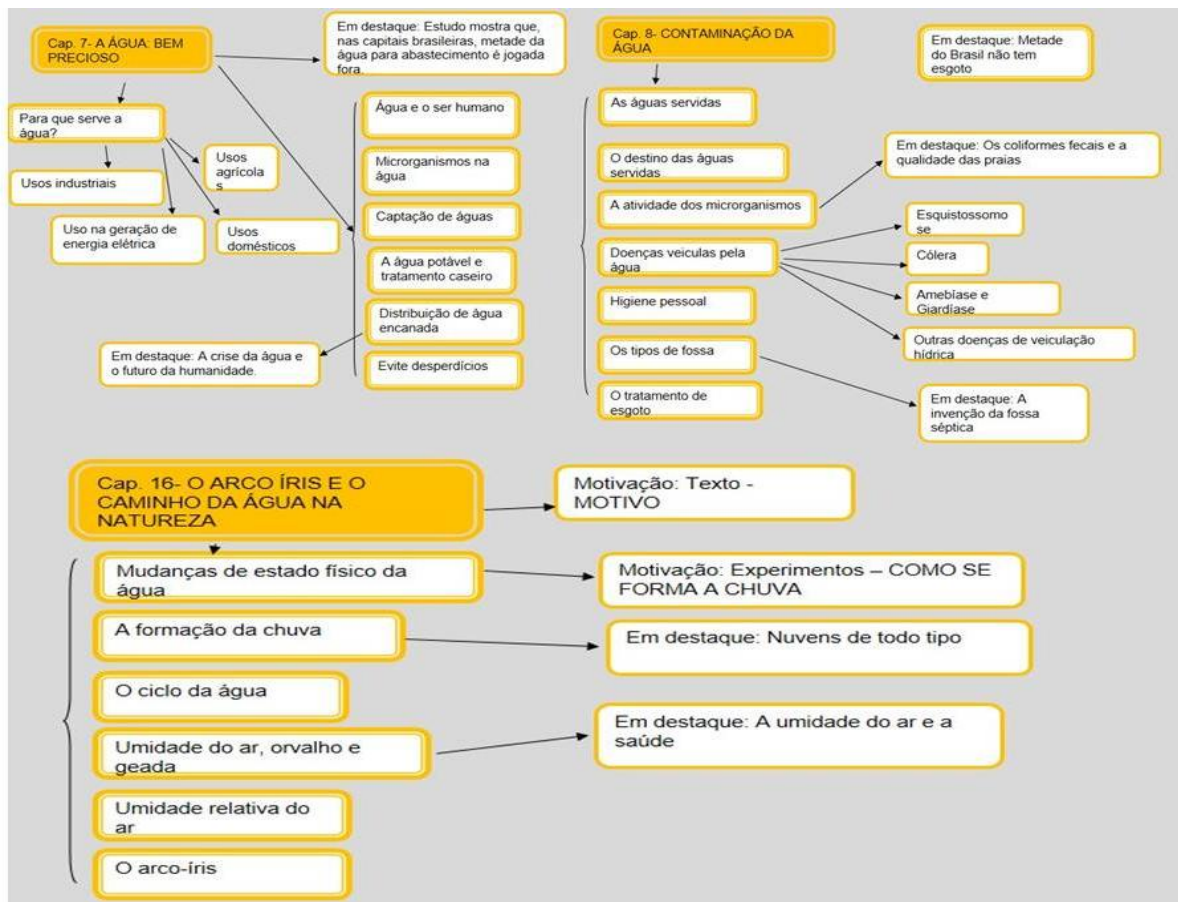 Cap. 7- A ÁGUA: BEM
PRECIOSO
Em destaque: Estudo mostra que,
nas capitais brasileiras, metade da
água para abastecimento é jogada
fora.
Para que serve a
água?
Usos
agrícola
s
Usos industriais
Uso na geração de
energia elétrica
Usos
domésticos
Água e o ser humano
Microrganismos na
água
Captação de águas
A água potável e
tratamento caseiro
Distribuição de água
encanada
Em destaque: A crise da água e
o futuro da humanidade.
Evite desperdícios
Cap. 8- CONTAMINAÇÃO DA
ÁGUA
Em destaque: Metade
do Brasil não tem
esgoto
As águas servidas
O destino das águas
servidas
A atividade dos microrganismos
Em destaque: Os coliformes fecais e a
qualidade das praias
Doenças veiculas pela
água
Esquistossomo
se
Cólera
Amebíase e
Giardíase
Outras doenças de veiculação
hídrica
Higiene pessoal
Os tipos de fossa
Em destaque: A
invenção da fossa
séptica
O tratamento de
esgoto
Cap. 16- O ARCO ÍRIS E O
CAMINHO DA ÁGUA NA
NATUREZA
Motivação: Texto -
MOTIVO
Mudanças de estado físico da
água
Motivação: Experimentos – COMO SE
FORMA A CHUVA
A formação da chuva
Em destaque: Nuvens de todo tipo
O ciclo da água
Umidade do ar, orvalho e
geada
Em destaque: A umidade do ar e a
saúde
Umidade relativa do
ar
O arco-íris